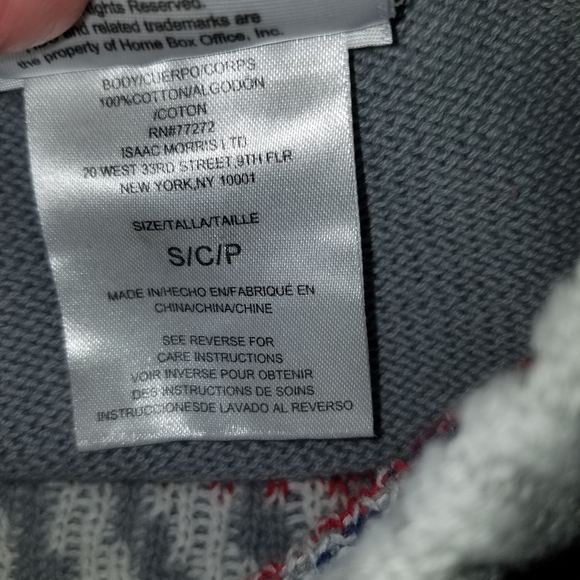 ights Reserved.
and related trademarks are
the property of Home Box Office, Inc.
BODY/CUERPO/CORPS
100%COTTON/ALGODON
/COTON
RN#77272
ISAAC MORRIS LTD
20 WEST 33RD STREET,9TH FLR
NEW YORK,NY 10001
SIZE/TALLA/TAILLE
S/C/P
MADE IN/HECHO EN/FABRIQUÉ EN
CHINA/CHINA/CHINE
SEE REVERSE FOR
CARE INSTRUCTIONS
VOIR INVERSE POUR OBTENIR
DES INSTRUCTIONS DE SOINS
INSTRUCCIONESDE LAVADO AL REVERSO